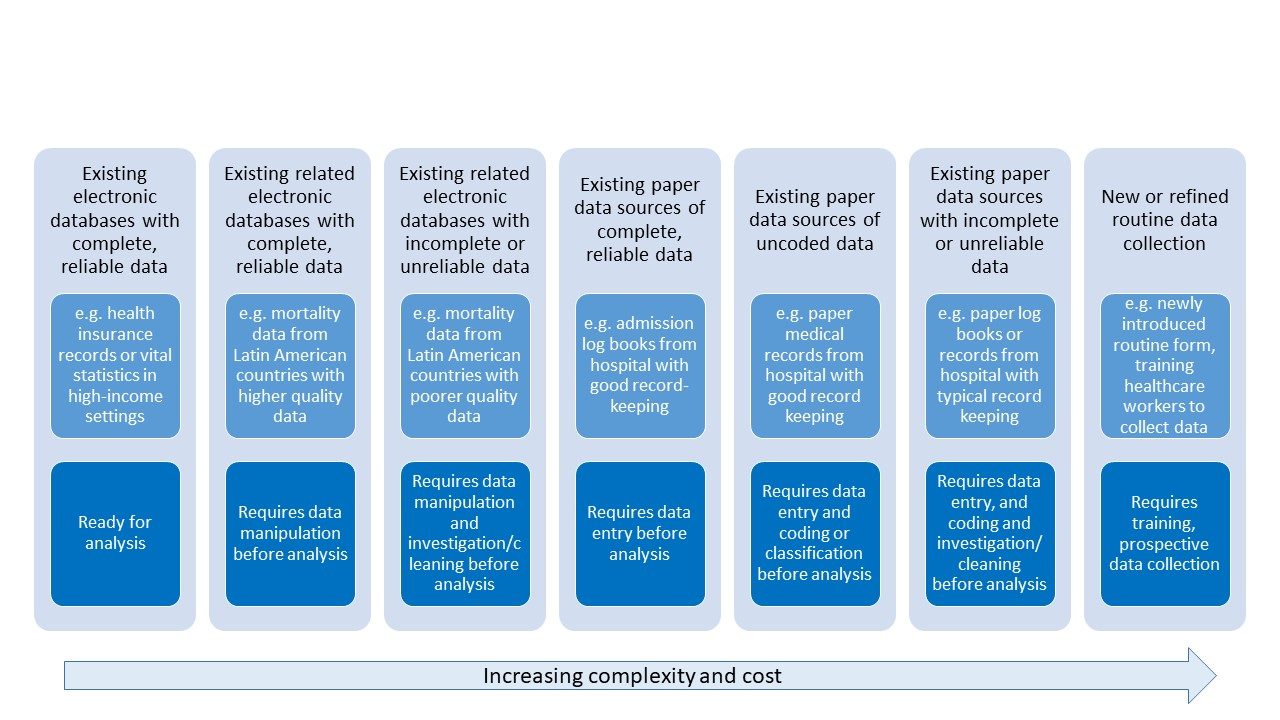 Existing
electronic
databases with
complete,
reliable data
e.g. health
insurance
records or vital
statistics in
high-income
settings
Ready for
analysis
Existing related
electronic
databases with
complete,
reliable data
e.g. mortality
data from
Latin American
countries with
higher quality
data
Requires data
manipulation
before analysis
Existing related
electronic
databases with
incomplete or
unreliable data
e.g. mortality
data from
Latin American
countries with
poorer quality
data
Requires data
manipulation
and
investigation/c
leaning before
analysis
Existing paper
data sources of
complete,
reliable data
e.g. admission
log books from
hospital with
good record-
keeping
Requires data
entry before
analysis
Existing paper
data sources of
uncoded data
e.g. paper
medical
records from
hospital with
good record
keeping
Requires data
entry and
coding or
classification
before analysis
Existing paper
data sources
with incomplete
or unreliable
data
e.g. paper log
books or
records from
hospital with
typical record
keeping
Requires data
entry, and
coding and
investigation/
cleaning
before analysis
New or refined
routine data
collection
e.g. newly
introduced
routine form,
training
healthcare
workers to
collect data
Requires
training,
prospective
data collection
Increasing complexity and cost